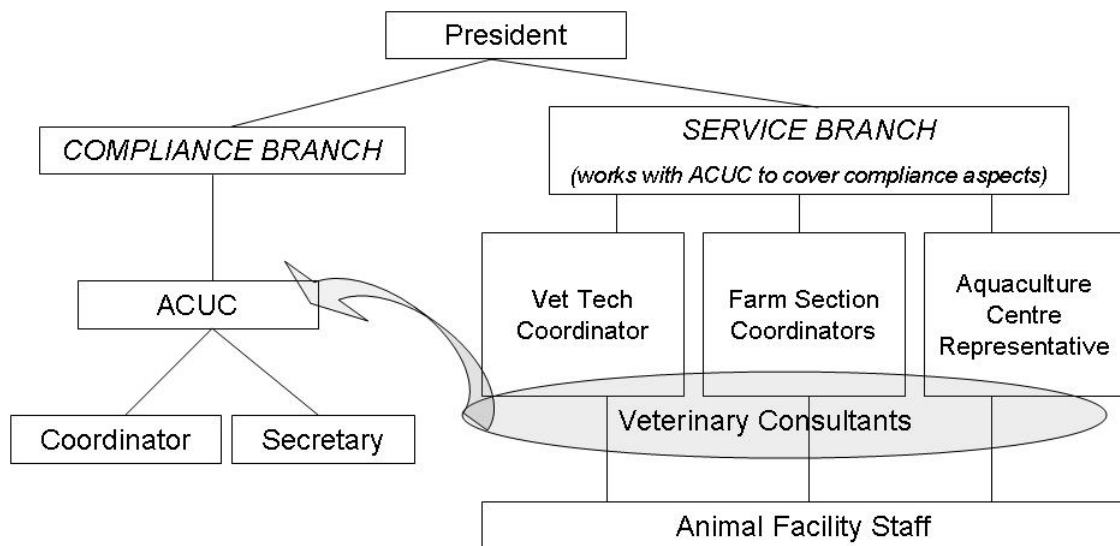 President
COMPLIANCE BRANCH
SERVICE BRANCH
(works with ACUC to cover compliance aspects)
ACUC
Vet Tech
Coordinator
Farm Section
Coordinators
Aquaculture
Centre
Representative
Coordinator
Secretary
Veterinary Consultants
Animal Facility Staff